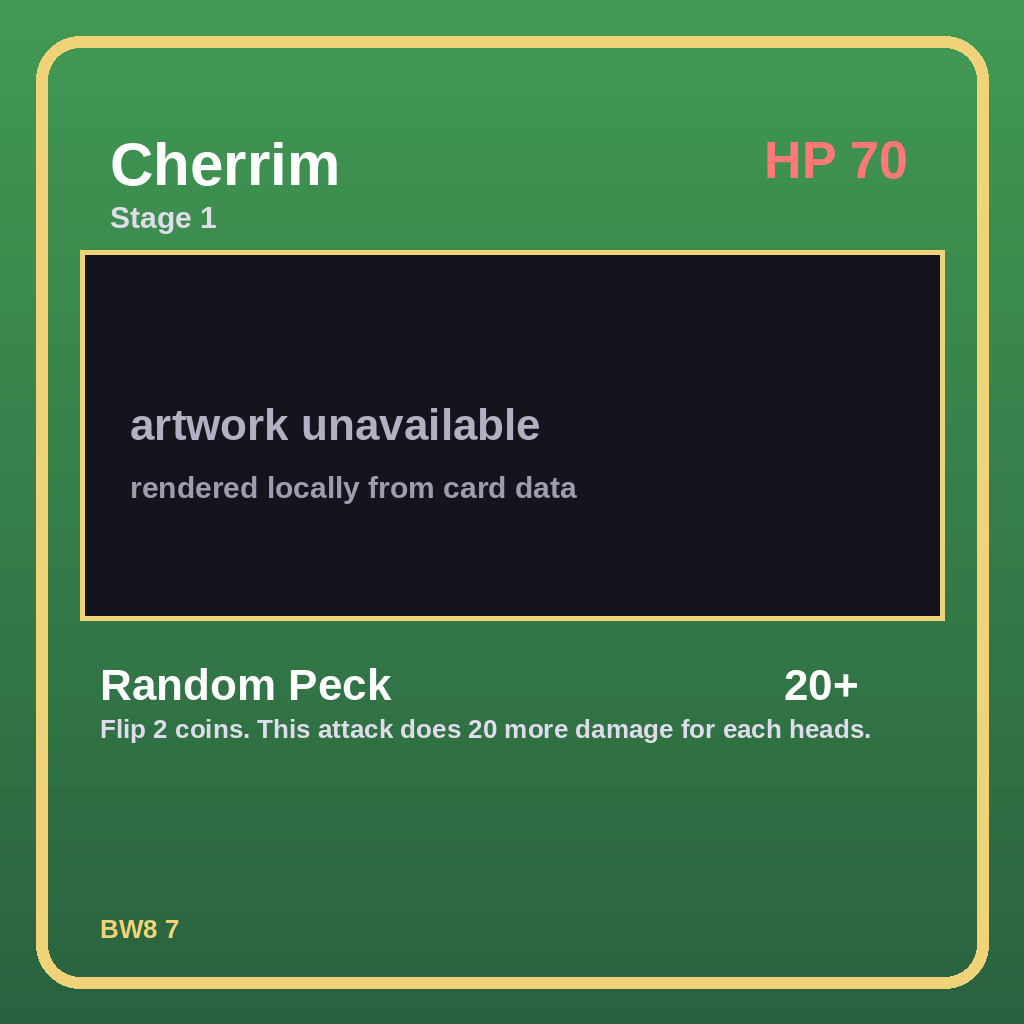 Cherrim
HP 70
Stage 1
artwork unavailable
rendered locally from card data
Random Peck
20+
Flip 2 coins. This attack does 20 more damage for each heads.
BW8 7